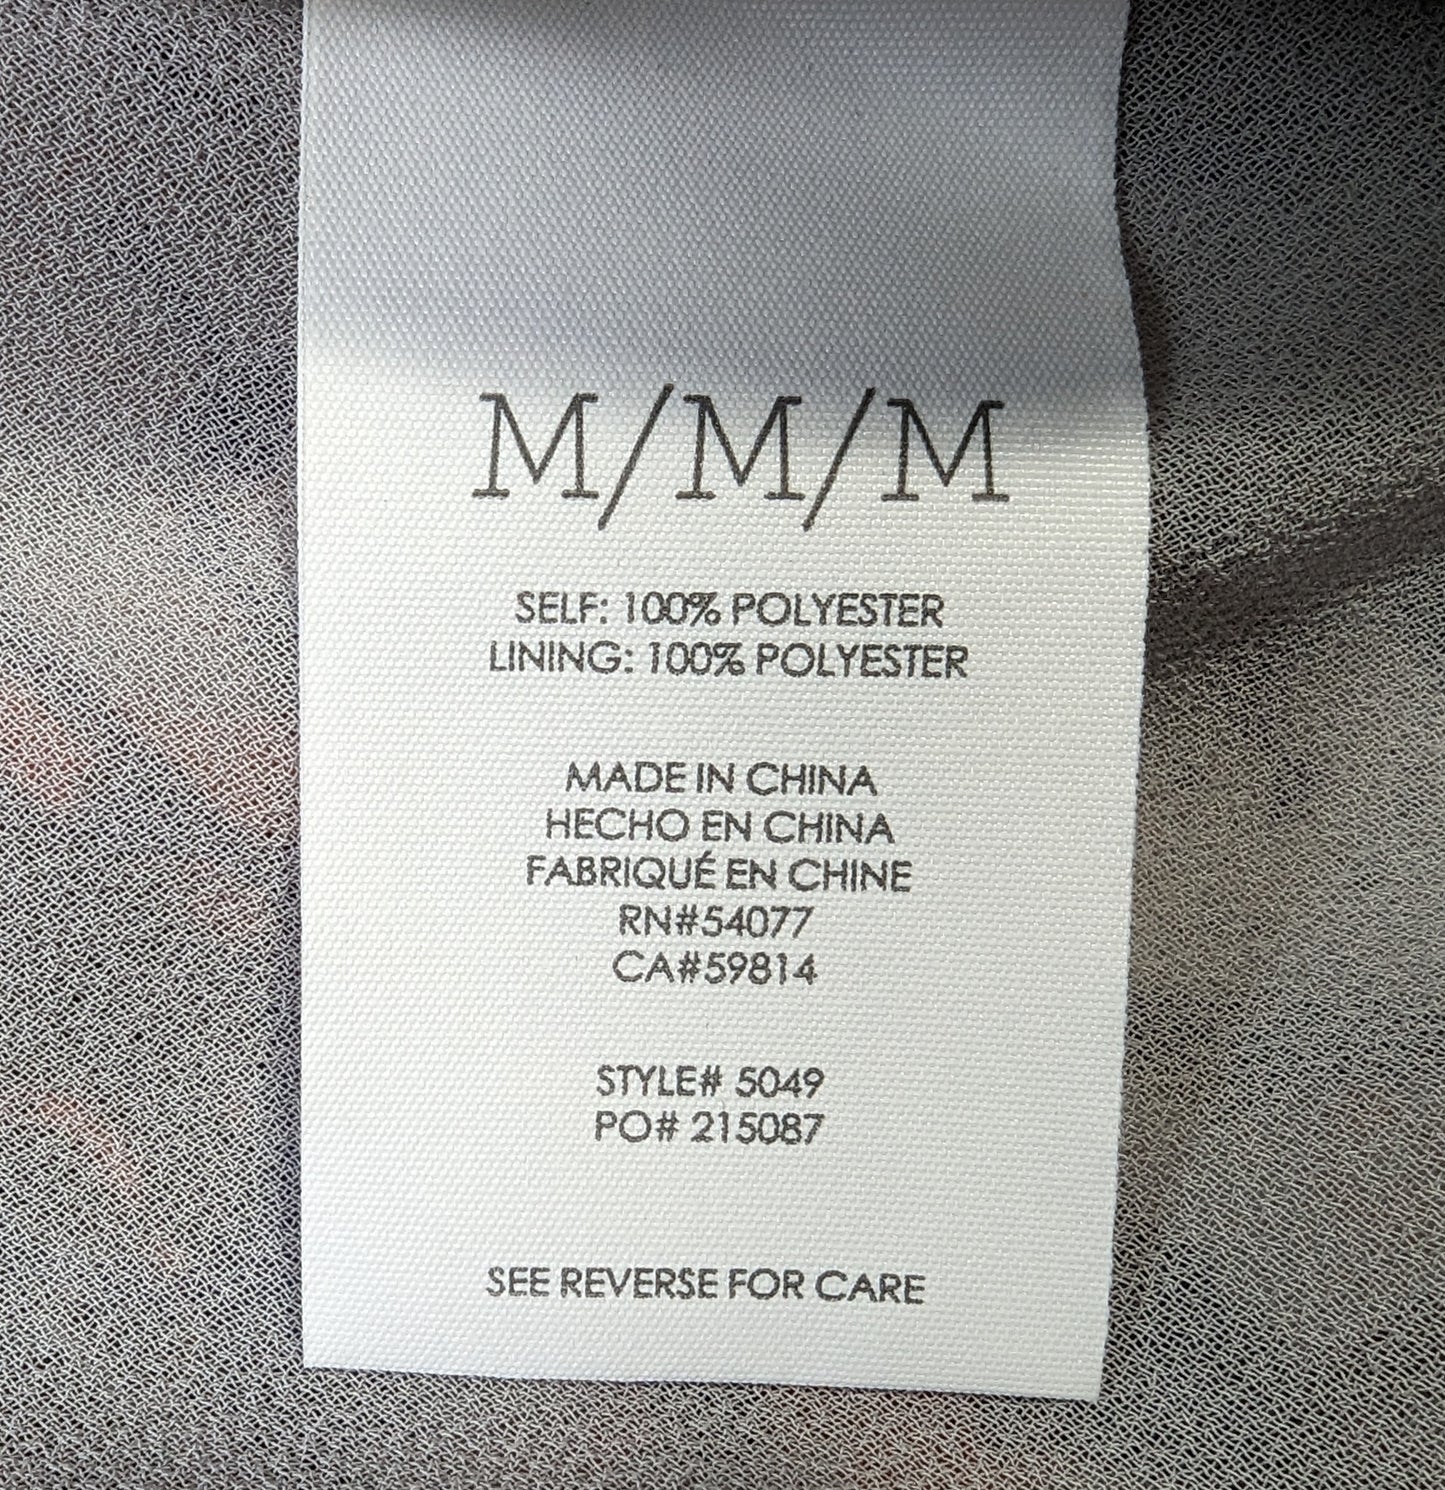 M/M/M
SELF: 100% POLYESTER
LINING: 100% POLYESTER
MADE IN CHINA
HECHO EN CHINA
FABRIQUÉ EN CHINE
RN#54077
CA#59814
STYLE# 5049
PO# 215087
SEE REVERSE FOR CARE